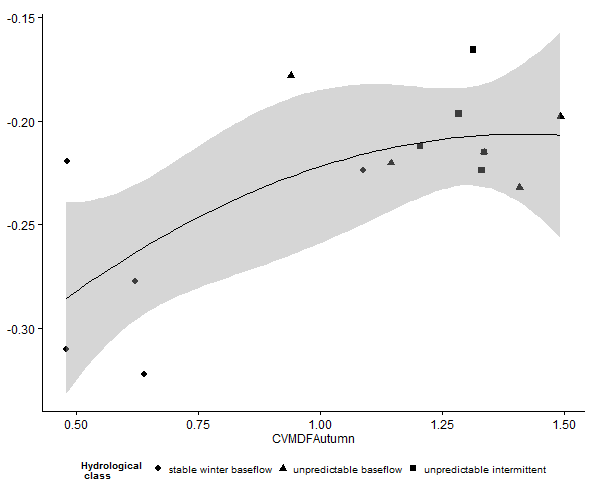 -0.15
-0.20
-0.25
-0.30
0.50 0.75 1.00 1.25 1.50
CVMDFAutumn
Hydrological class stable winter baseflow unpredictable baseflow unpredictable intermittent